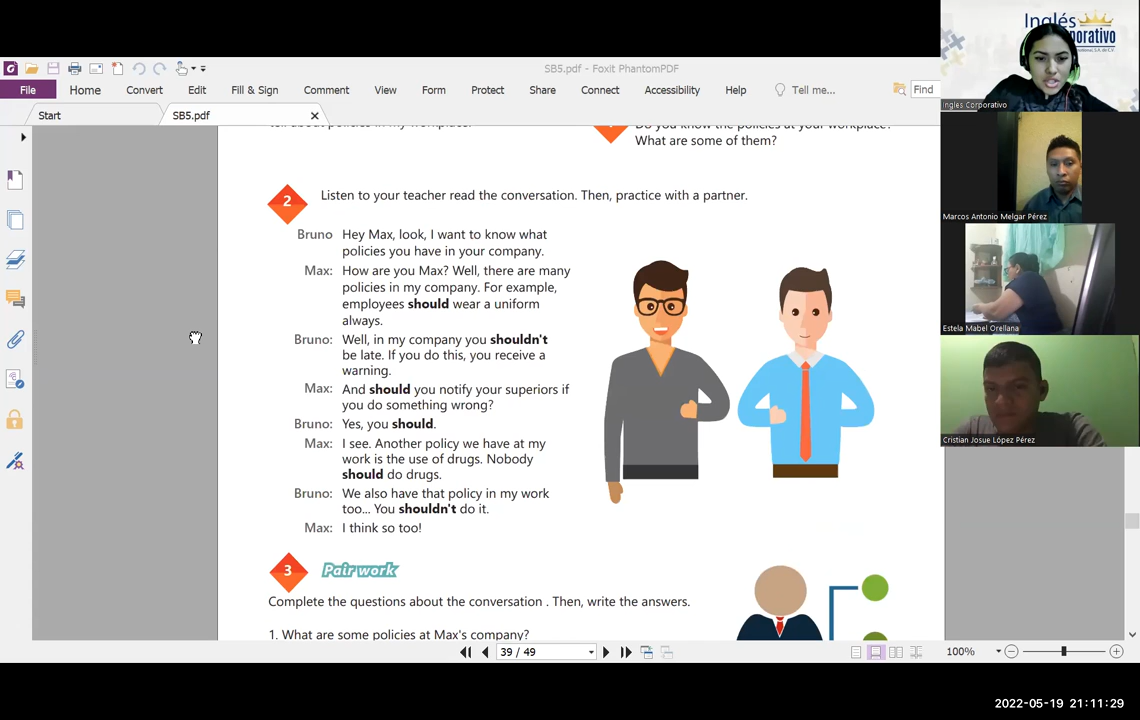 Inglés
Corporativo
SB5.pdf - Foxit PhantomPDF
File Home Convert Edit Fill & Sign Comment View Form Protect Share Connect Accessibility Help Tell me... Find
Start SB5.pdf
Inglés Corporativo
What are some of them?
2 Listen to your teacher read the conversation. Then, practice with a partner.
Bruno Hey Max, look, I want to know what
policies you have in your company.
Max: How are you Max? Well, there are many
policies in my company. For example,
employees should wear a uniform
always.
Bruno: Well, in my company you shouldn't
be late. If you do this, you receive a
warning.
Max: And should you notify your superiors if
you do something wrong?
Bruno: Yes, you should.
Max: I see. Another policy we have at my
work is the use of drugs. Nobody
should do drugs.
Bruno: We also have that policy in my work
too... You shouldn't do it.
Max: I think so too!
3 Pair work
Complete the questions about the conversation . Then, write the answers.
1. What are some policies at Max's company?
Marcos Antonio Melgar Pérez
Estela Mabel Orellana
Cristian Josue López Pérez
39 / 49
100%
2022-05-19 21:11:29